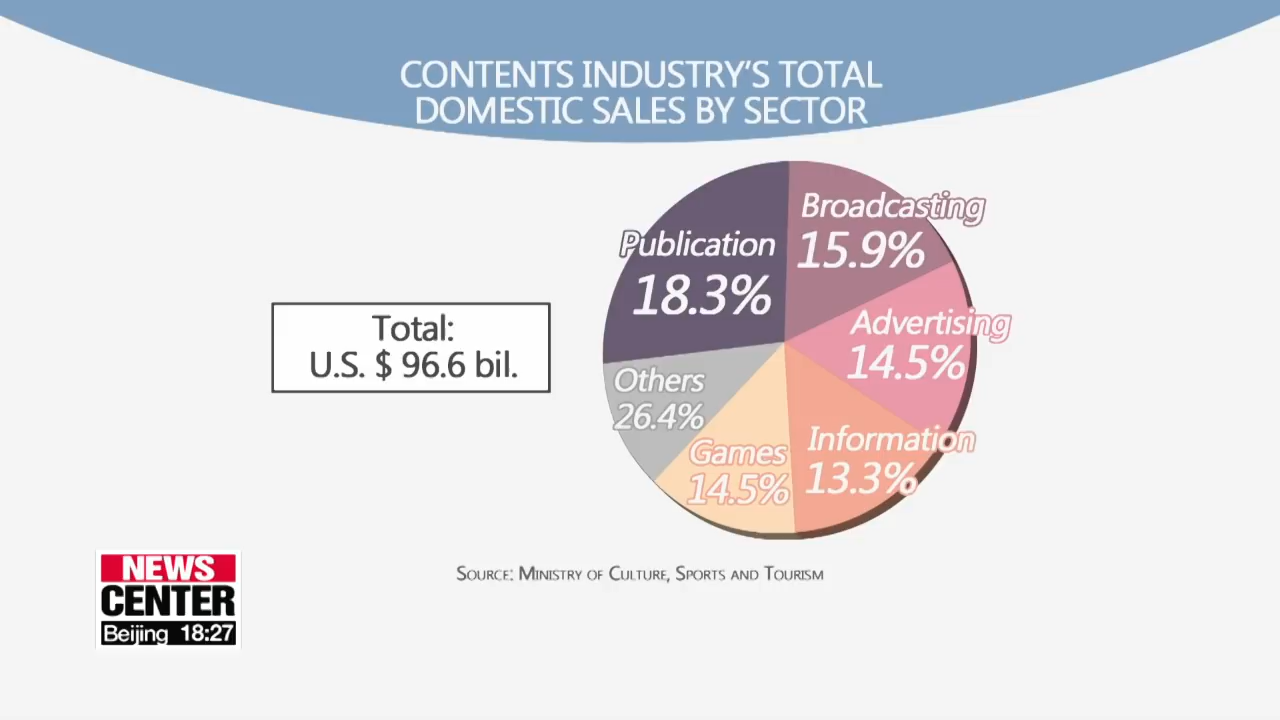 CONTENTS INDUSTRY'S TOTAL
DOMESTIC SALES BY SECTOR
Broadcasting
15.9%
Publication
18.3%
Advertising
14.5%
Total:
U.S. $ 96.6 bil.
Others
26.4%
Information
13.3%
Games
14.5%
SOURCE: MINISTRY OF CULTURE, SPORTS AND TOURISM
NEWS
CENTER
Beijing 18:27